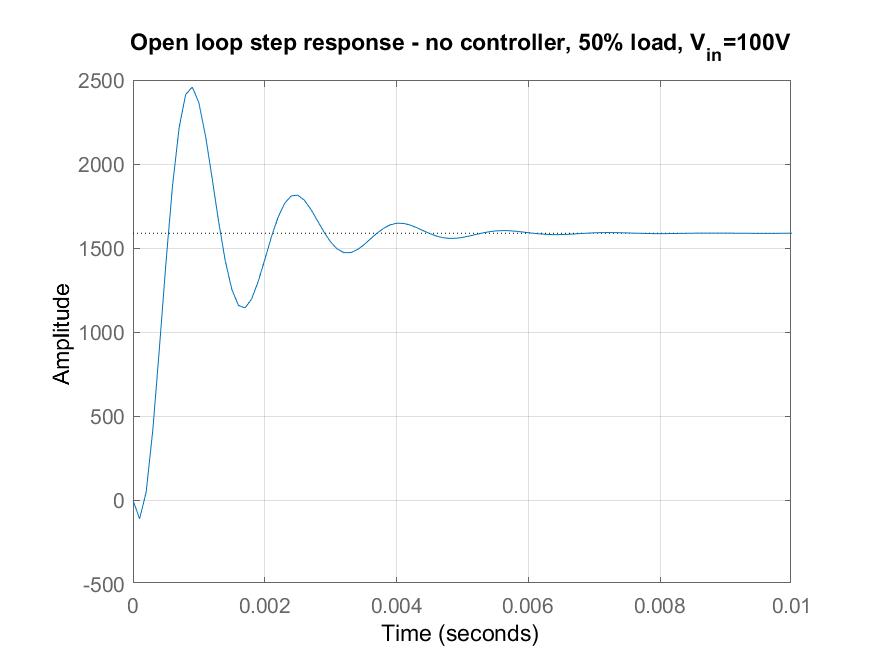 Open loop step response - no controller, 50% load, Vin=100V
2500
2000
1500
1000
500
0
-500
Amplitude
0 0.002 0.004 0.006 0.008 0.01
Time (seconds)